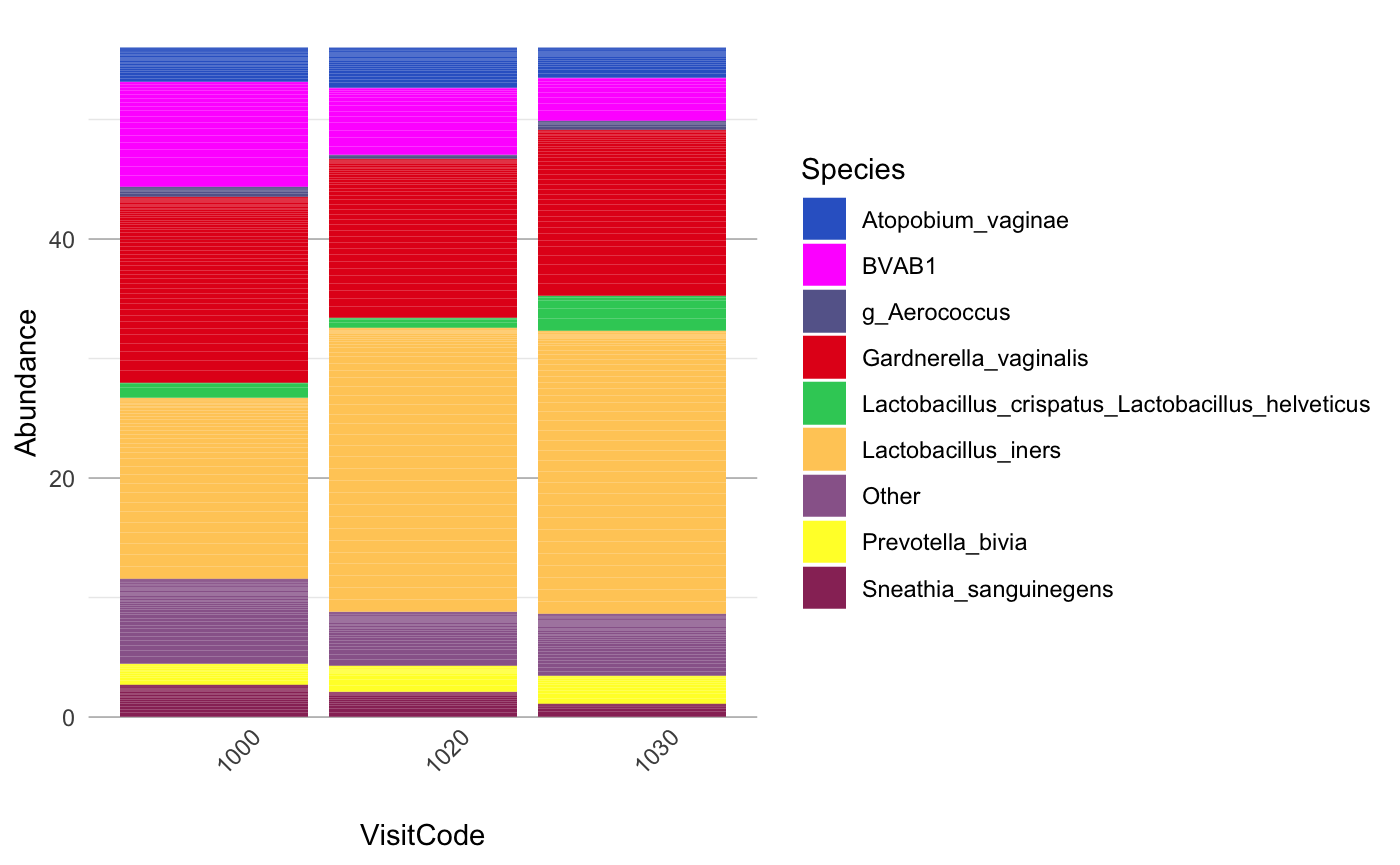 Abundance
40
20
0
1000
1020
1030
VisitCode
Species
Atopobium_vaginae
BVAB1
g_Aerococcus
Gardnerella_vaginalis
Lactobacillus_crispatus_Lactobacillus_helveticus
Lactobacillus_iners
Other
Prevotella_bivia
Sneathia_sanguinegens